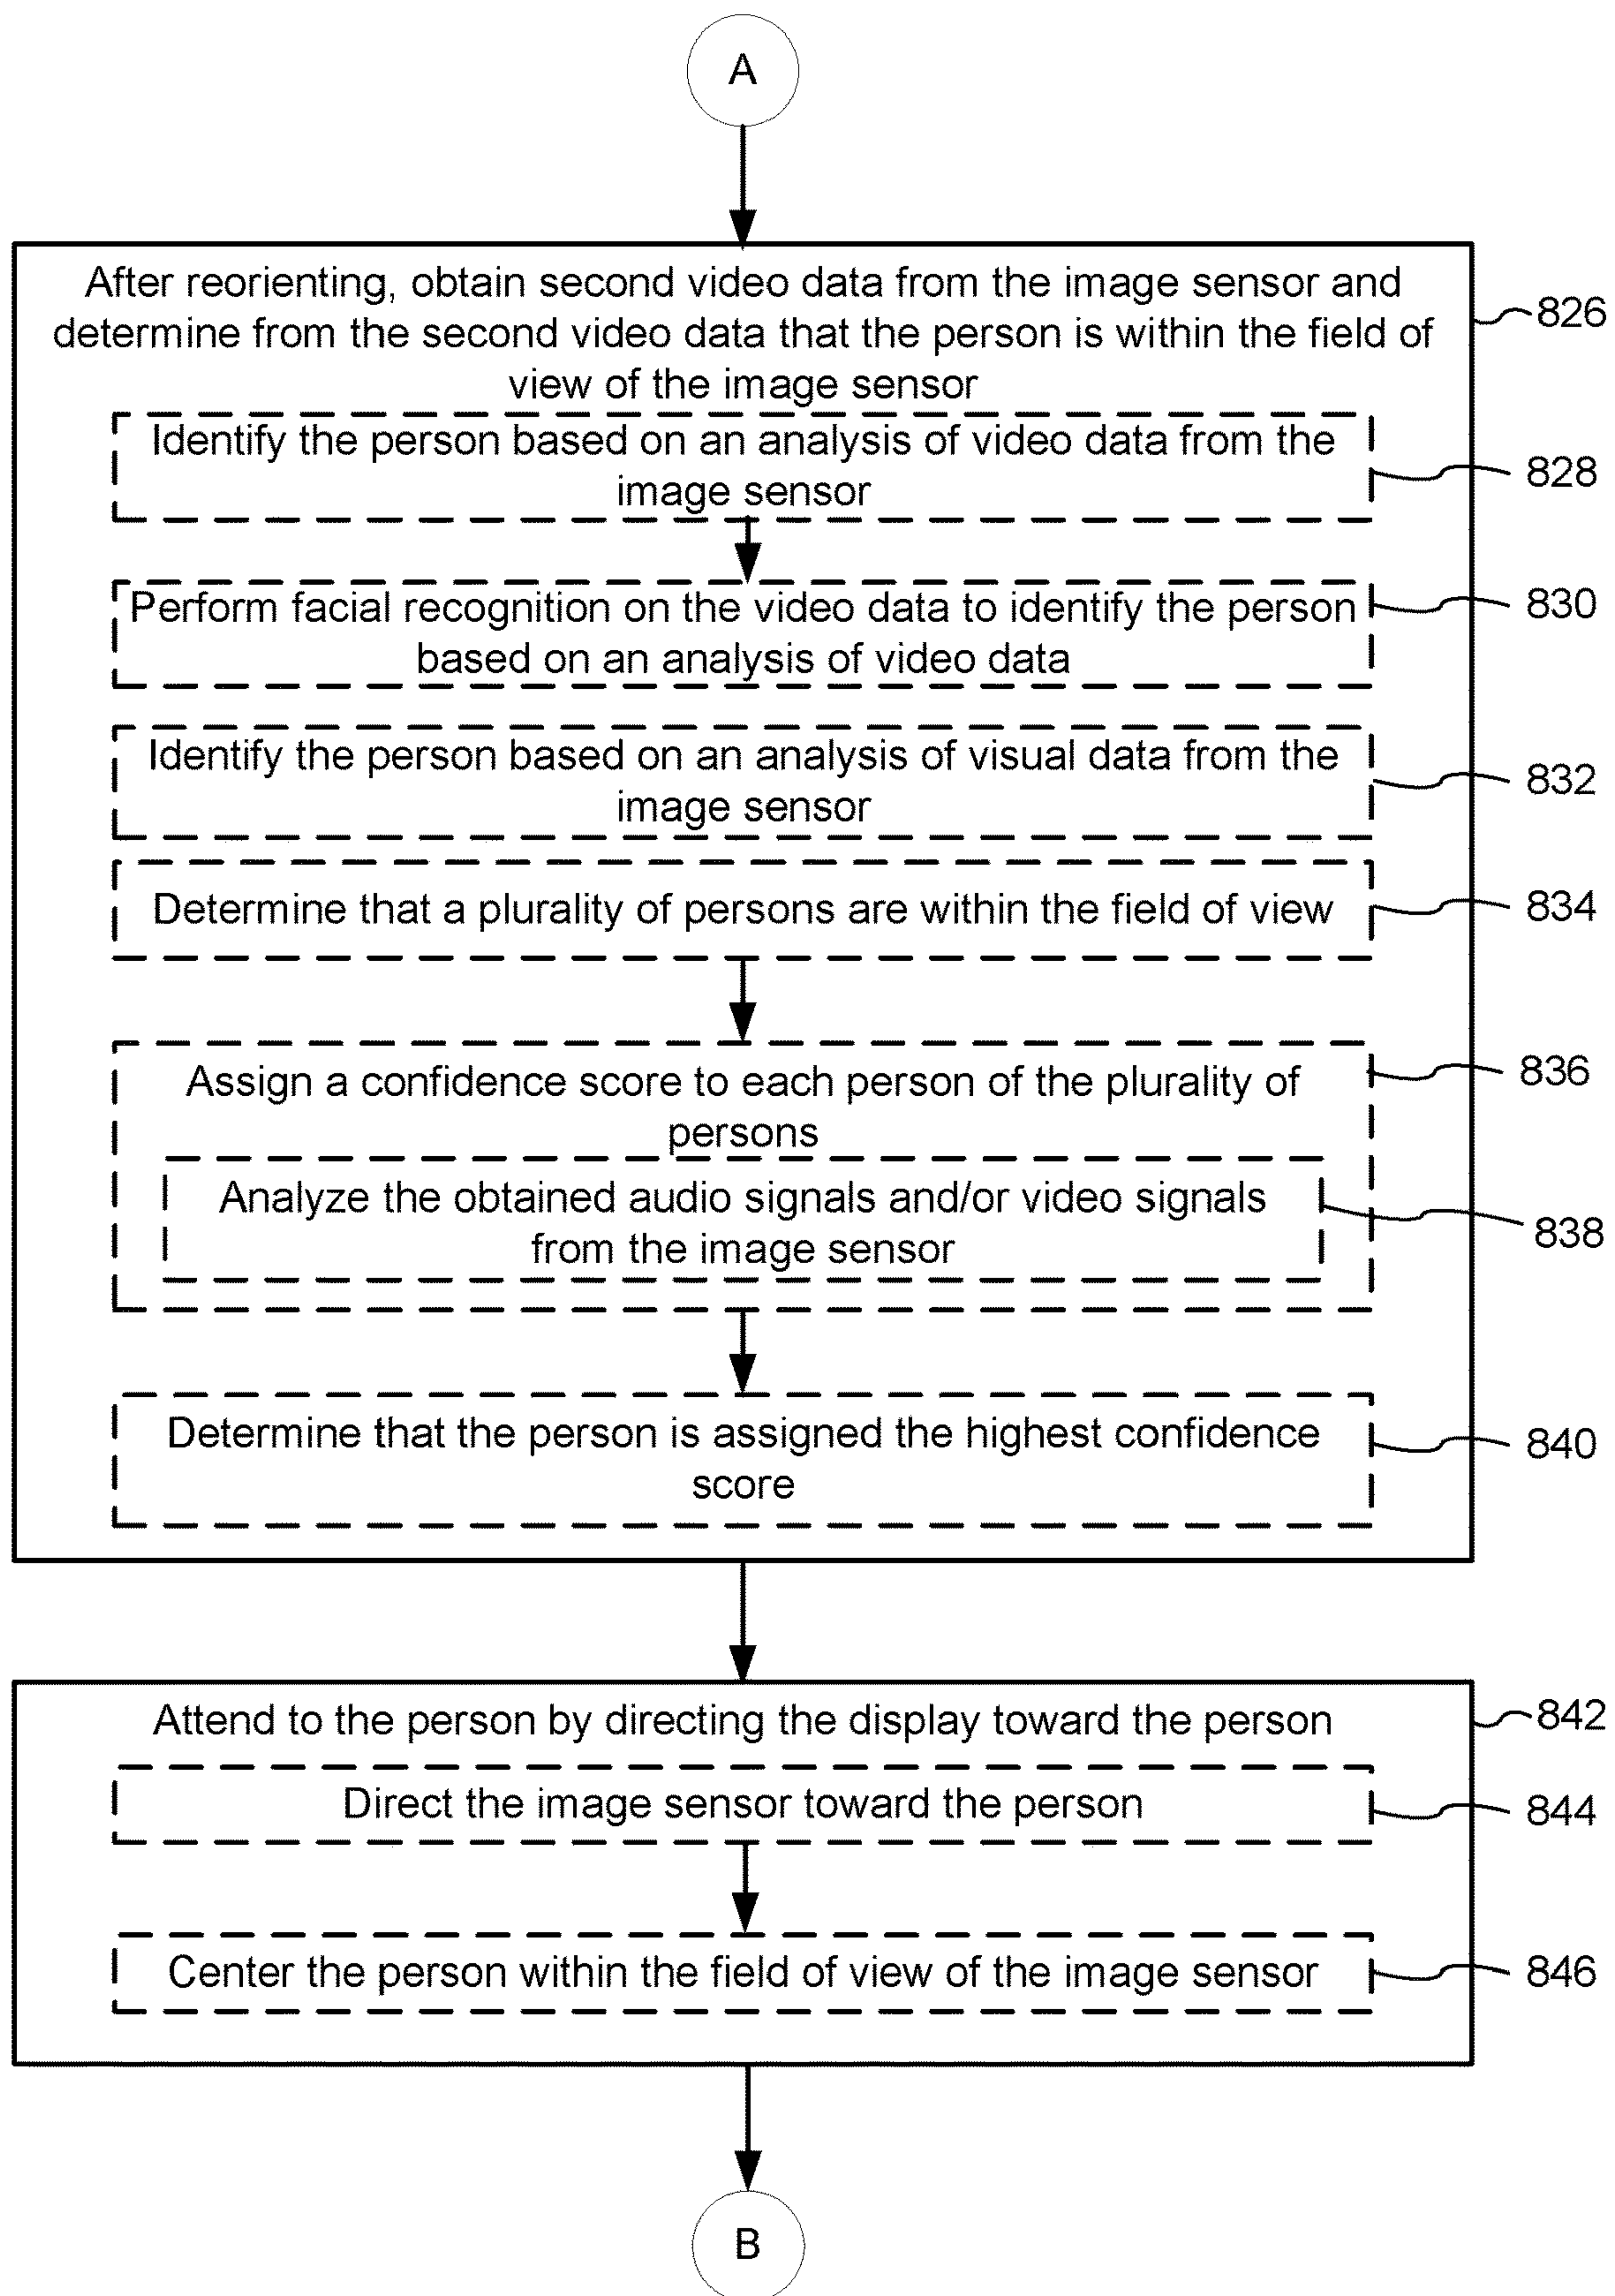 A
After reorienting, obtain second video data from the image sensor and
determine from the second video data that the person is within the field of
view of the image sensor
826
Identify the person based on an analysis of video data from the
image sensor
828
Perform facial recognition on the video data to identify the person
based on an analysis of video data
830
Identify the person based on an analysis of visual data from the
image sensor
832
Determine that a plurality of persons are within the field of view
834
Assign a confidence score to each person of the plurality of
persons
836
Analyze the obtained audio signals and/or video signals
from the image sensor
838
Determine that the person is assigned the highest confidence
score
840
Attend to the person by directing the display toward the person
842
Direct the image sensor toward the person
844
Center the person within the field of view of the image sensor
846
B